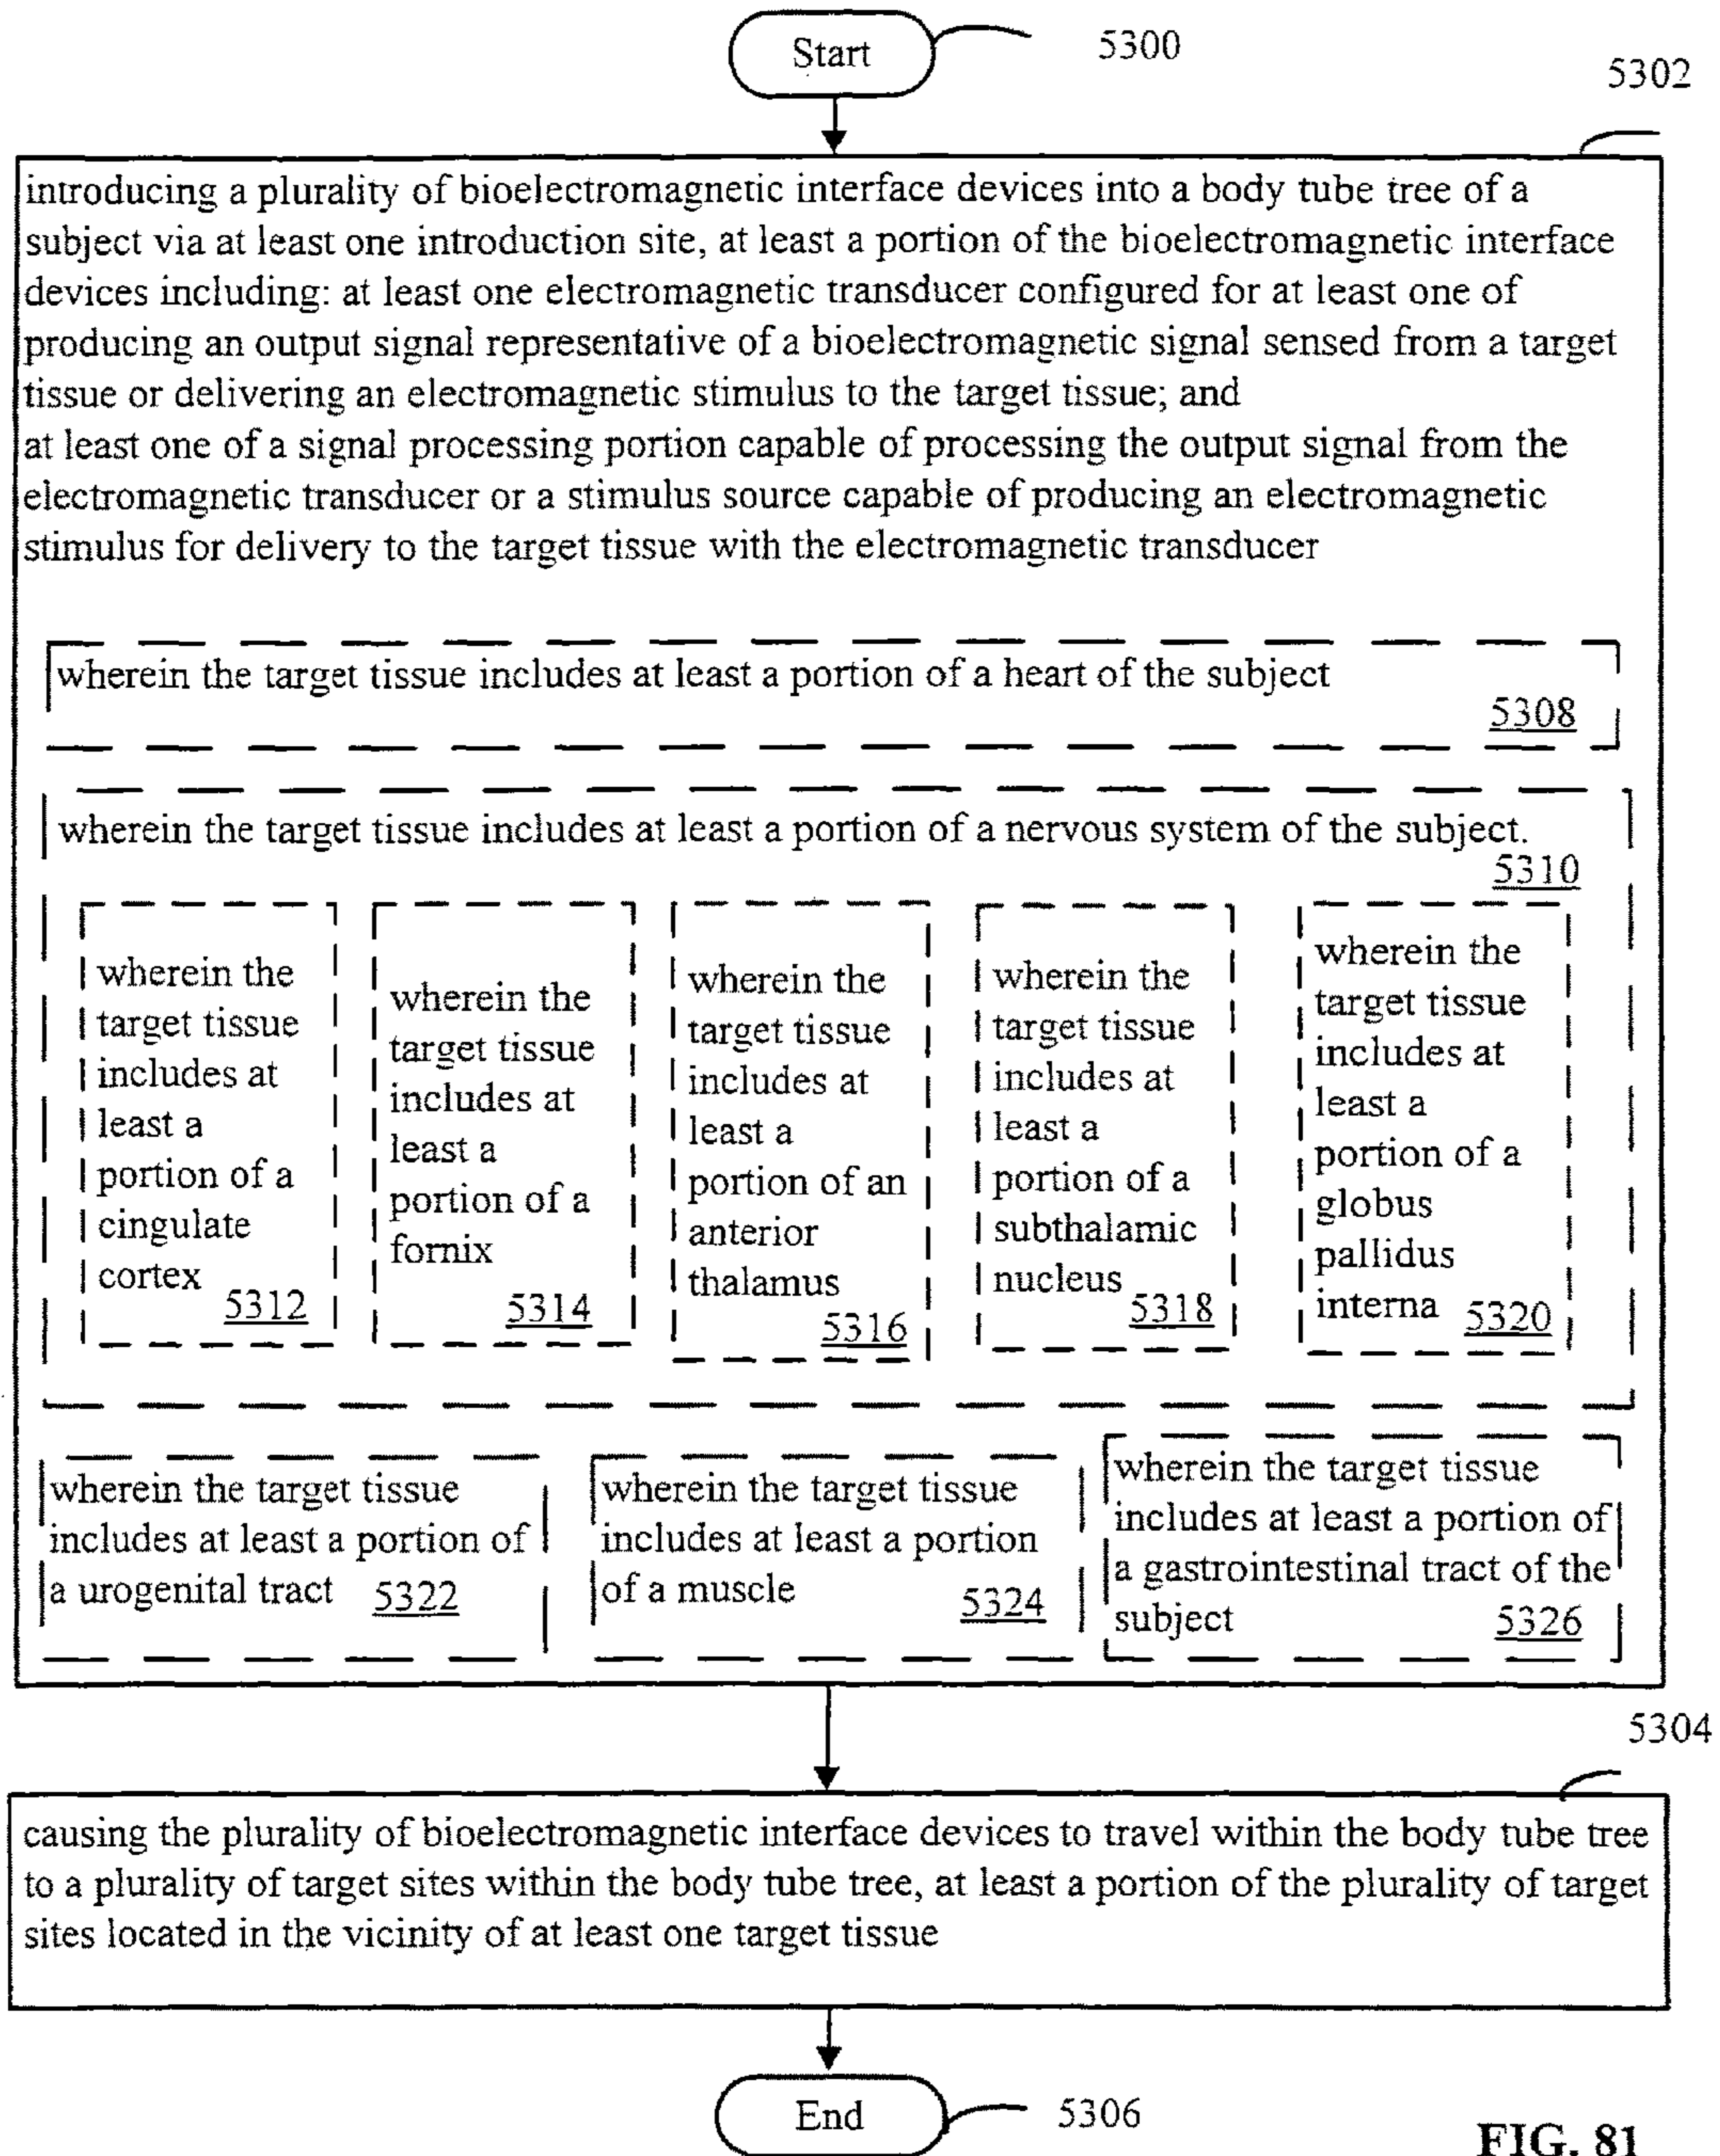 Start
5300
5302
introducing a plurality of bioelectromagnetic interface devices into a body tube tree of a
subject via at least one introduction site, at least a portion of the bioelectromagnetic interface
devices including: at least one electromagnetic transducer configured for at least one of
producing an output signal representative of a bioelectromagnetic signal sensed from a target
tissue or delivering an electromagnetic stimulus to the target tissue; and
at least one of a signal processing portion capable of processing the output signal from the
electromagnetic transducer or a stimulus source capable of producing an electromagnetic
stimulus for delivery to the target tissue with the electromagnetic transducer
wherein the target tissue includes at least a portion of a heart of the subject
5308
wherein the target tissue includes at least a portion of a nervous system of the subject.
5310
wherein the
target tissue
includes at
least a
portion of a
cingulate
cortex
5312
wherein the
target tissue
includes at
least a
portion of a
fornix
5314
wherein the
target tissue
includes at
least a
portion of an
anterior
thalamus
5316
wherein the
target tissue
includes at
least a
portion of a
subthalamic
nucleus
5318
wherein the
target tissue
includes at
least a
portion of a
globus
pallidus
interna
5320
wherein the target tissue
includes at least a portion of
a urogenital tract
5322
wherein the target tissue
includes at least a portion
of a muscle
5324
wherein the target tissue
includes at least a portion of
a gastrointestinal tract of the
subject
5326
5304
causing the plurality of bioelectromagnetic interface devices to travel within the body tube tree
to a plurality of target sites within the body tube tree, at least a portion of the plurality of target
sites located in the vicinity of at least one target tissue
End
5306
FIG. 81